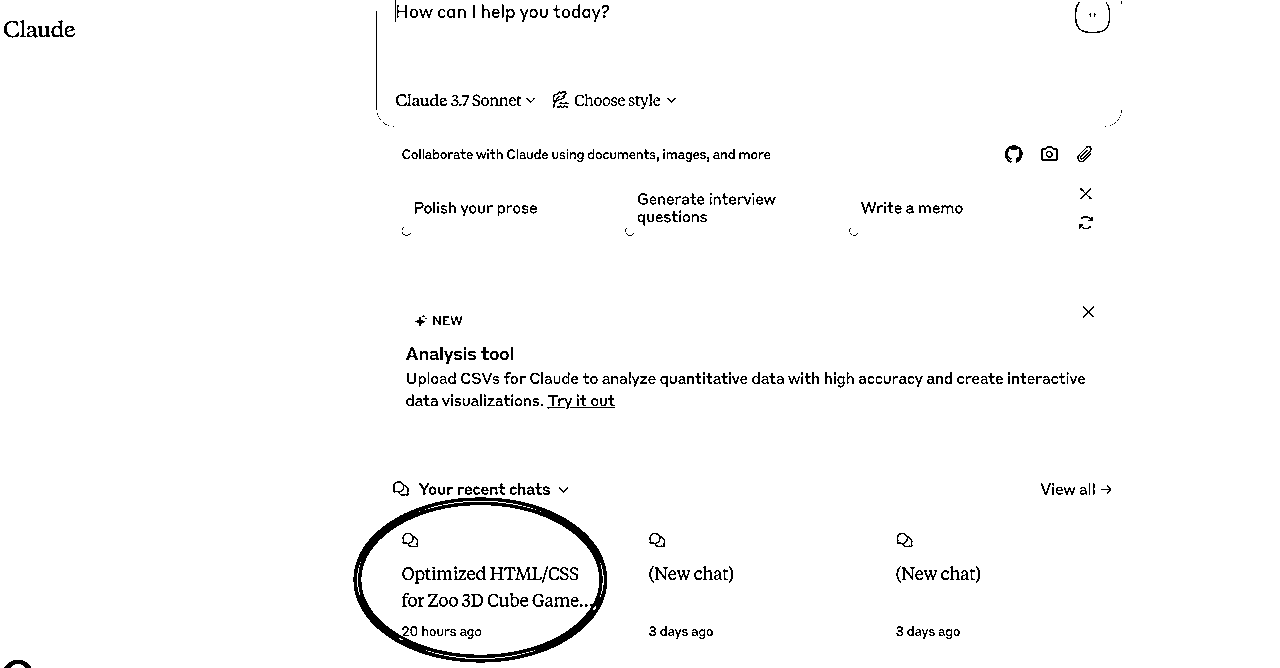 How can I help you today?
Claude
Claude 3.7 Sonnet
Choose style
Collaborate with Claude using documents, images, and more
Polish your prose
Generate interview
questions
Write a memo
NEW
Analysis tool
Upload CSVs for Claude to analyze quantitative data with high accuracy and create interactive
data visualizations. Try it out
Your recent chats
View all →
Optimized HTML/CSS
for Zoo 3D Cube Game...
20 hours ago
(New chat)
3 days ago
(New chat)
3 days ago